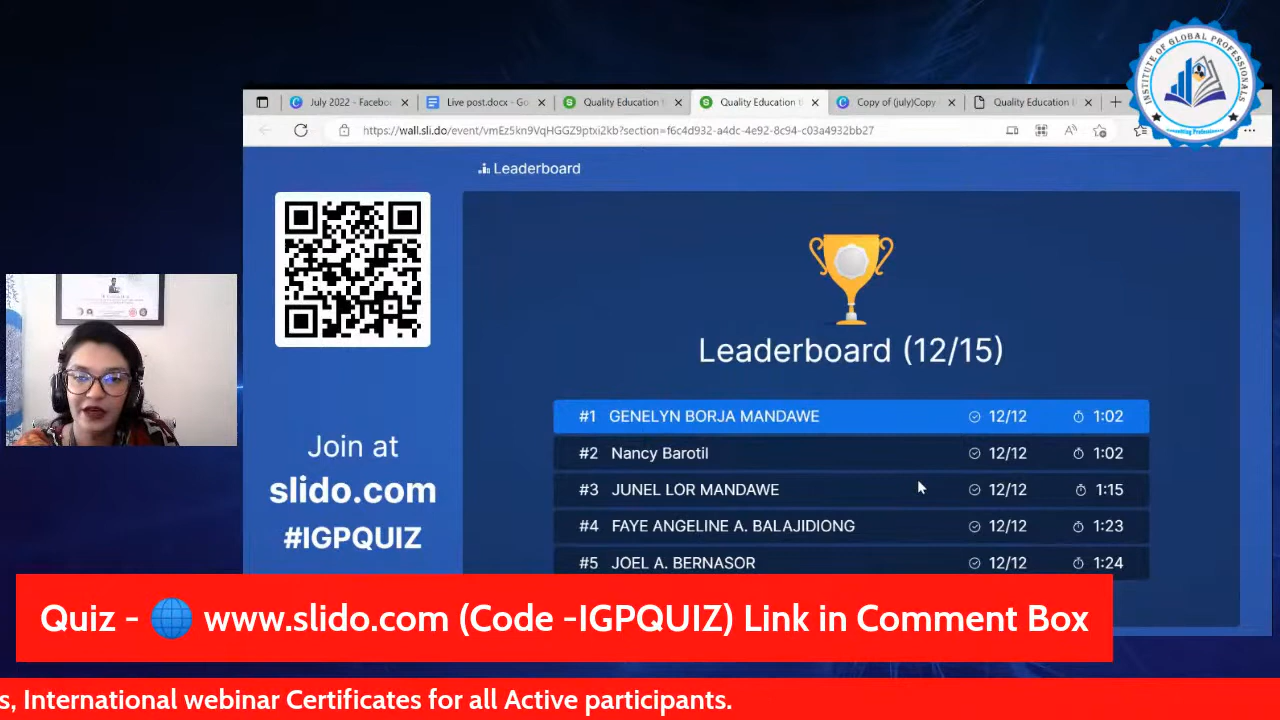 INSTITUTE OF GLOBAL PROFESSIONALS
Connecting Professionals
July 2022 - Facebo
Live post.docx - Go
Quality Education
Quality Education t
Copy of (july)Copy
Quality Education i
https://wall.sli.do/event/vmEz5kn9VqHGGZ9ptxi2kb?section=f6c4d932-a4dc-4e92-8c94-c03a4932bb27
Leaderboard
Join at
slido.com
#IGPQUIZ
Leaderboard (12/15)
#1 GENELYN BORJA MANDAWE 12/12 1:02
#2 Nancy Barotil 12/12 1:02
#3 JUNEL LOR MANDAWE 12/12 1:15
#4 FAYE ANGELINE A. BALAJIDIONG 12/12 1:23
#5 JOEL A. BERNASOR 12/12 1:24
Quiz - www.slido.com (Code -IGPQUIZ) Link in Comment Box
s, International webinar Certificates for all Active participants.